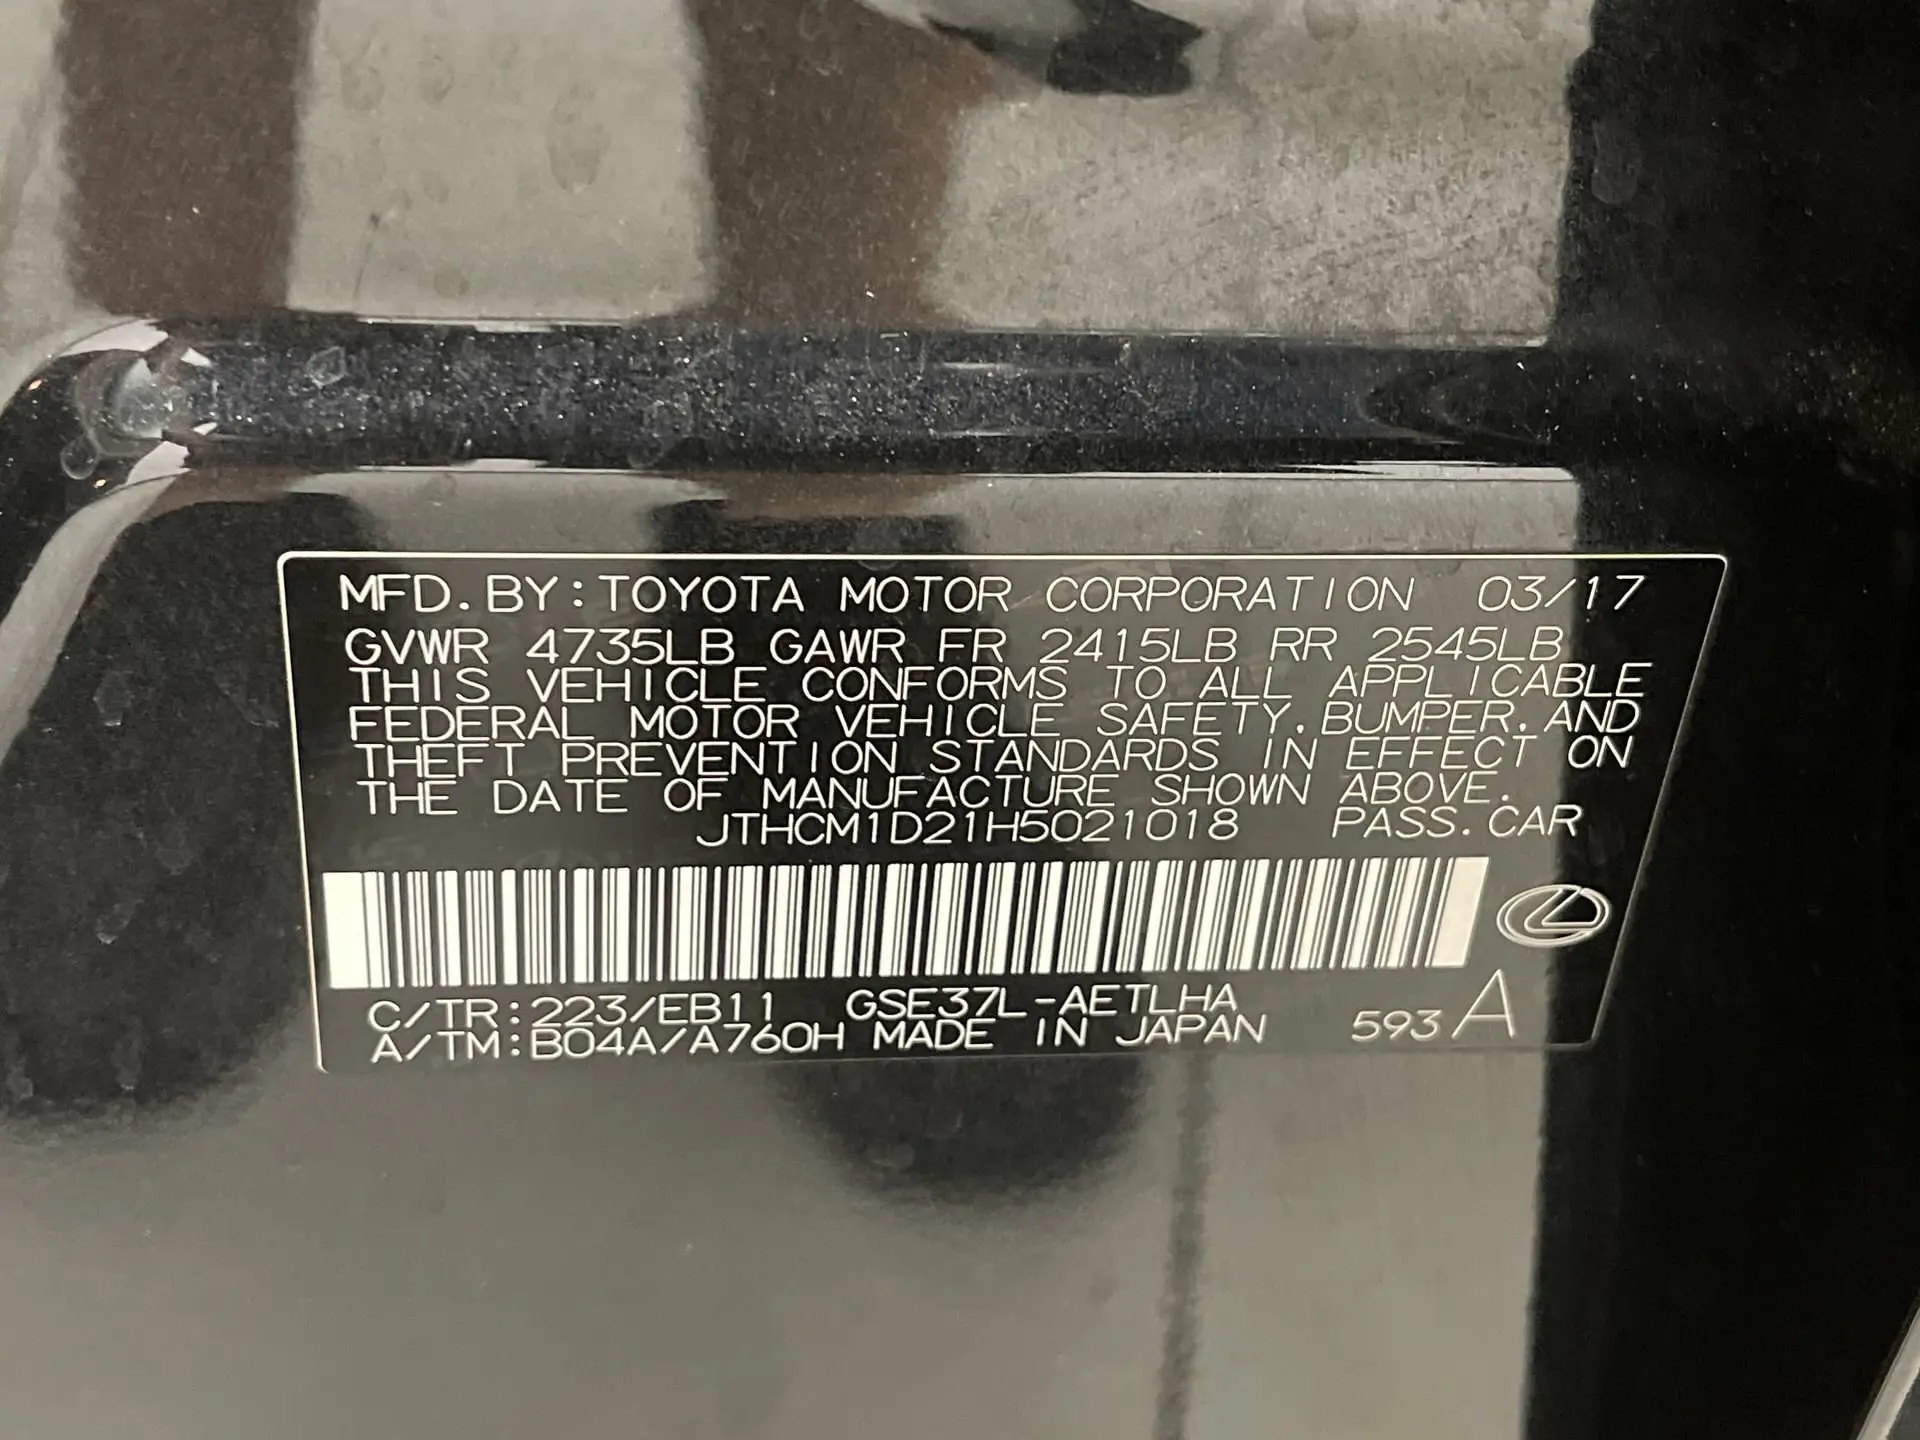 MFD. BY: TOYOTA MOTOR CORPORATION 03/17
GVWR 4735LB GAWR FR 2415LB RR 2545LB
THIS VEHICLE CONFORMS TO ALL APPLICABLE
FEDERAL MOTOR VEHICLE SAFETY, BUMPER, AND
THEFT PREVENTION STANDARDS IN EFFECT ON
THE DATE OF MANUFACTURE SHOWN ABOVE.
JTHCM1D21H5021018 PASS. CAR
C/TR:223/EB11 GSE37L-AETLHA
A/TM:B04A/A760H MADE IN JAPAN 593 A